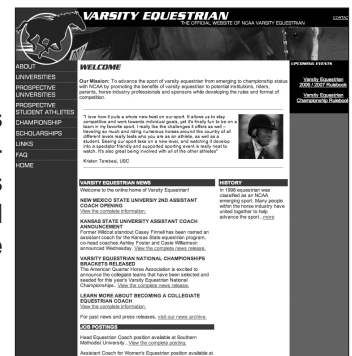 VARSITY EQUESTRIAN
THE OFFICIAL WEBSITE OF NCAA VARSITY EQUESTRIAN
CONTAC
ABOUT
UNIVERSITIES
PROSPECTIVE
UNIVERSITIES
PROSPECTIVE
STUDENT ATHLETES
CHAMPIONSHIP
SCHOLARSHIPS
LINKS
FAQ
HOME
WELCOME
Our Mission: To advance the sport of varsity equestrian from emerging to championship status
with NCAA by promoting the benefits of varsity equestrian to potential institutions, riders,
parents, horse industry professionals and sponsors while developing the rules and format of
competition.
"I love how it puts a whole new twist on our sport. It allows us to stay
competitive and work towards individual goals, yet it's finally fun to be on a
team in my favorite sport. I really like the challenges it offers as well -
traveling so much and riding numerous horses around the country of all
different levels really tests who you are as an athlete, as well as a
student. Seeing our sport take on a new level, and watching it develop
into a spectator friendly and supported sporting event is really neat to
watch. It's also great being involved with all of the other athletes"
Kristen Terebesi, USC
UPCOMING EVENTS
Varsity Equestrian
2006 / 2007 Rulebook
Varsity Equestrian
Championship Rulebook
VARSITY EQUESTRIAN NEWS
Welcome to the online home of Varsity Equestrian!
NEW MEXICO STATE UNIVERSIY 2ND ASSISTANT
COACH OPENING
View the complete information.
KANSAS STATE UNIVERSITY ASSISTANT COACH
ANNOUNCEMENT
Former Wildcat standout Casey Finnell has been named an
assistant coach for the Kansas State equestrian program,
co-head coaches Ashley Foster and Casie Williamson
announced Wednesday. View the complete news release.
VARSITY EQUESTRIAN NATIONAL CHAMPIONSHIPS
BRACKETS RELEASED
The American Quarter Horse Association is excited to
announce the collegiate teams that have been selected and
seeded for this year's Varsity Equestrian National
Championships.. View the complete news release.
LEARN MORE ABOUT BECOMING A COLLEGIATE
EQUESTRIAN COACH
View the complete information.
For past news and press releases, visit our news archive.
HISTORY
In 1998 equestrian was
classified as an NCAA
emerging sport. Many people
within the horse industry have
united together to help
advance the sport...more
JOB POSTINGS
Head Equestrian Coach position available at Southern
Methodist University.. View the complete posting.
Assistant Coach for Women's Equestrian position available at